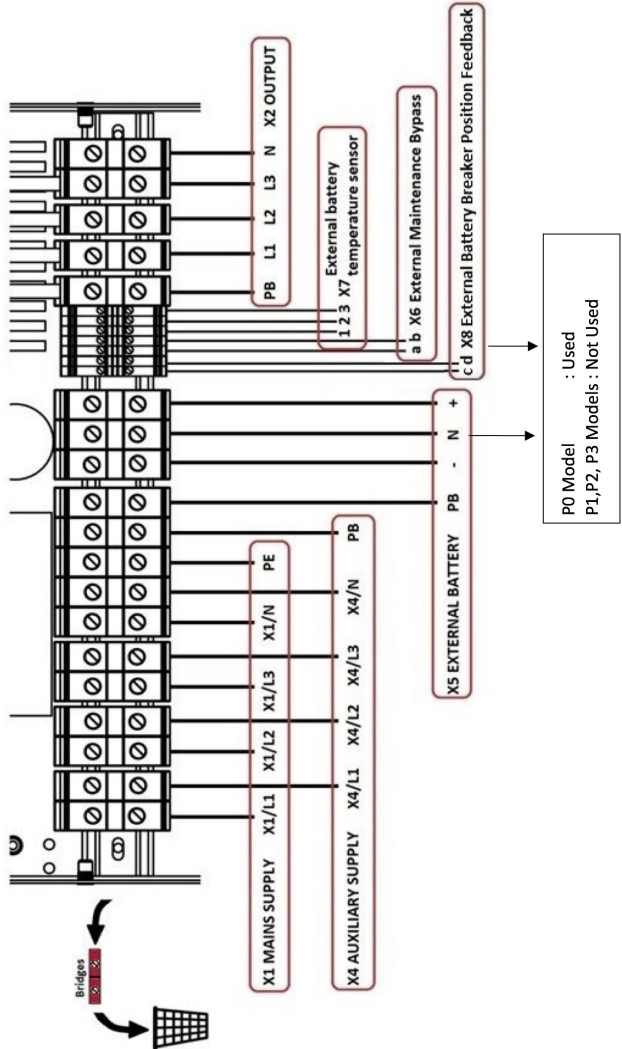 Bridges
X1 MAINS SUPPLY X1/L1 X1/L2 X1/L3 X1/N PE
X4 AUXILIARY SUPPLY X4/L1 X4/L2 X4/L3 X4/N PB
X5 EXTERNAL BATTERY PB - N +
PB L1 L2 L3 N X2 OUTPUT
1 2 3 X7 External battery
temperature sensor
a b X6 External Maintenance Bypass
c d X8 External Battery Breaker Position Feedback
P0 Model : Used
P1,P2, P3 Models : Not Used